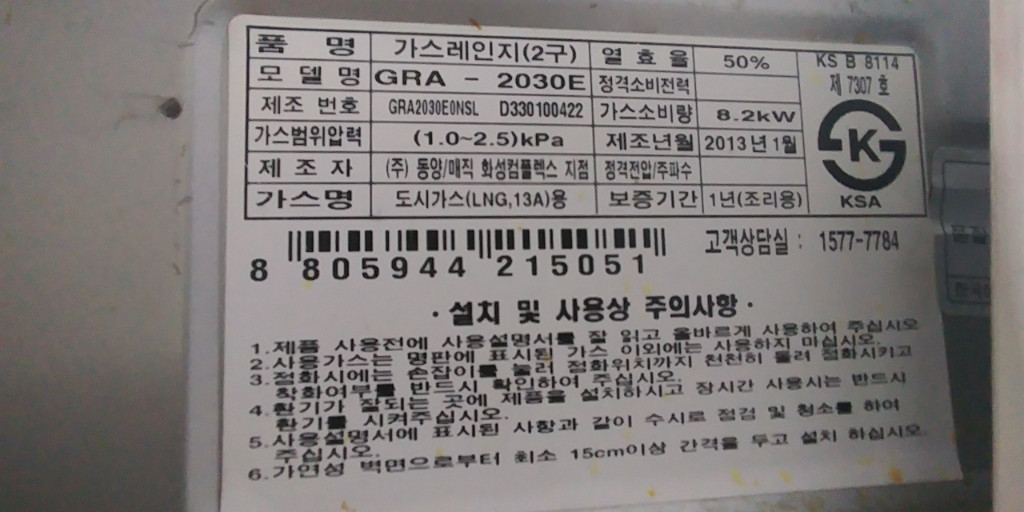 품 명 가스레인지(2구) 열 효 율 50% KS B 8114
모 델 명 GRA - 2030E 정격소비전력 제 7307 호
제조 번호 GRA2030E0NSL D330100422 가스소비량 8.2kW
가스범위압력 (1.0~2.5)kPa 제조년월 2013년 1월
K
제 조 자 (주) 동양/매직 화성컴플렉스 지점 정격전압/주파수
가스명 도시가스(LNG,13A)용 보증기간 1년(조리용) KSA
고객상담실 : 1577-7784
8 805944 215051
· 설치 및 사용상 주의사항 ·
1. 제품 사용전에 사용설명서를 잘 읽고 올바르게 사용하여 주십시오
2. 사용가스는 명판에 표시된 가스 이외에는 사용하지 마십시오.
3. 점화시에는 손잡이를 눌러 점화위치까지 천천히 돌려 점화시키고
착화여부를 반드시 확인하여 주십시오.
4. 환기가 잘되는 곳에 제품을 설치하시고 장시간 사용시는 반드시
환기를 시켜주십시오.
5. 사용설명서에 표시된 사항과 같이 수시로 점검 및 청소를 하여
주십시오.
6. 가연성 벽면으로부터 최소 15cm이상 간격을 두고 설치 하십시오.